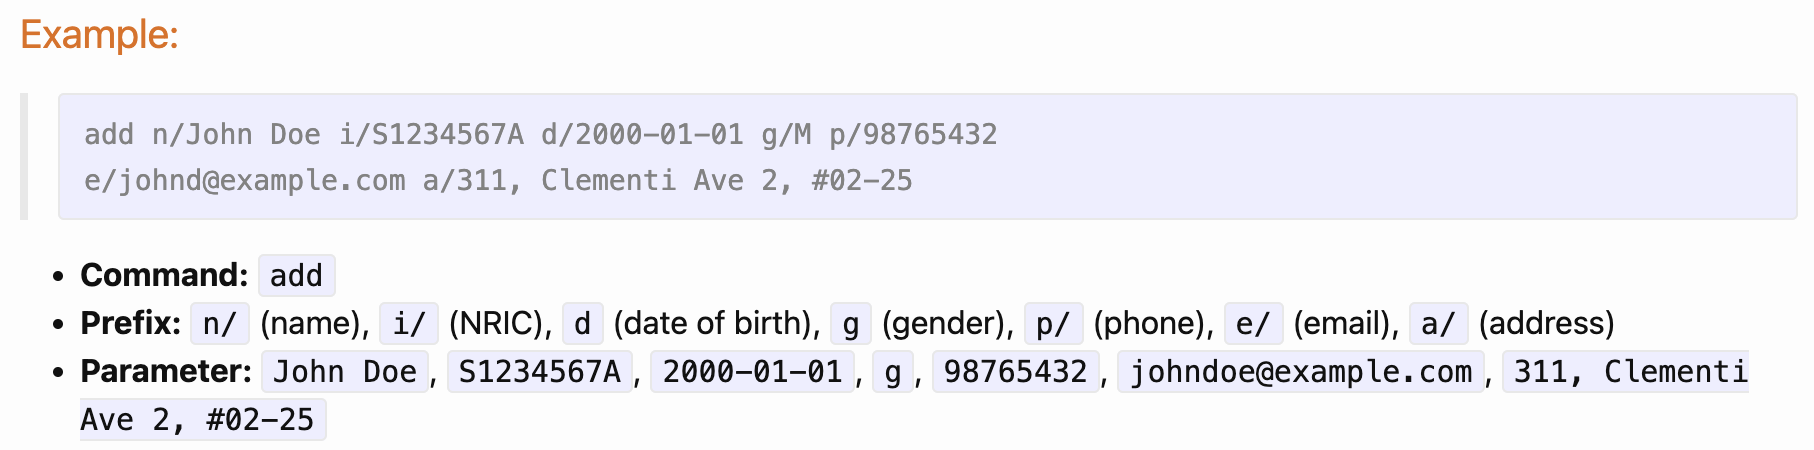 Example:
add n/John Doe i/S1234567A d/2000-01-01 g/M p/98765432
e/johnd@example.com a/311, Clementi Ave 2, #02-25
• Command: add
• Prefix: n/ (name), i/ (NRIC), d (date of birth), g (gender), p/ (phone), e/ (email), a/ (address)
• Parameter: John Doe, S1234567A, 2000-01-01, g, 98765432, johndoe@example.com, 311, Clementi
Ave 2, #02-25